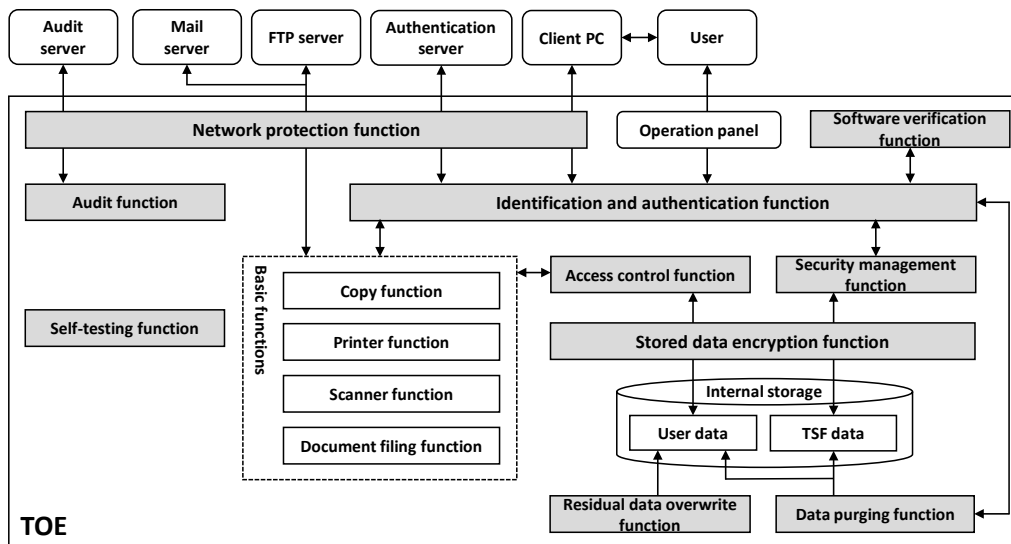 Audit
server
Mail
server
FTP server
Authentication
server
Client PC
User
Network protection function
Operation panel
Software verification
function
Audit function
Identification and authentication function
Basic functions
Copy function
Printer function
Scanner function
Document filing function
Access control function
Security management
function
Self-testing function
Stored data encryption function
Internal storage
User data
TSF data
Residual data overwrite
function
Data purging function
TOE